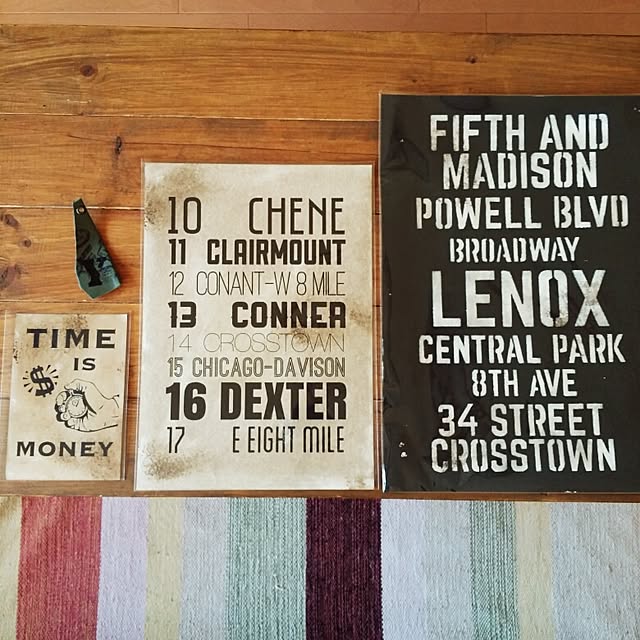 TIME
IS
$
MONEY
10 CHENE
11 CLAIRMOUNT
12 CONANT-W 8 MILE
13 CONNER
14 CROSSTOWN
15 CHICAGO-DAVISON
16 DEXTER
17 E EIGHT MILE
FIFTH AND
MADISON
POWELL BLVD
BROADWAY
LENOX
CENTRAL PARK
8TH AVE
34 STREET
CROSSTOWN